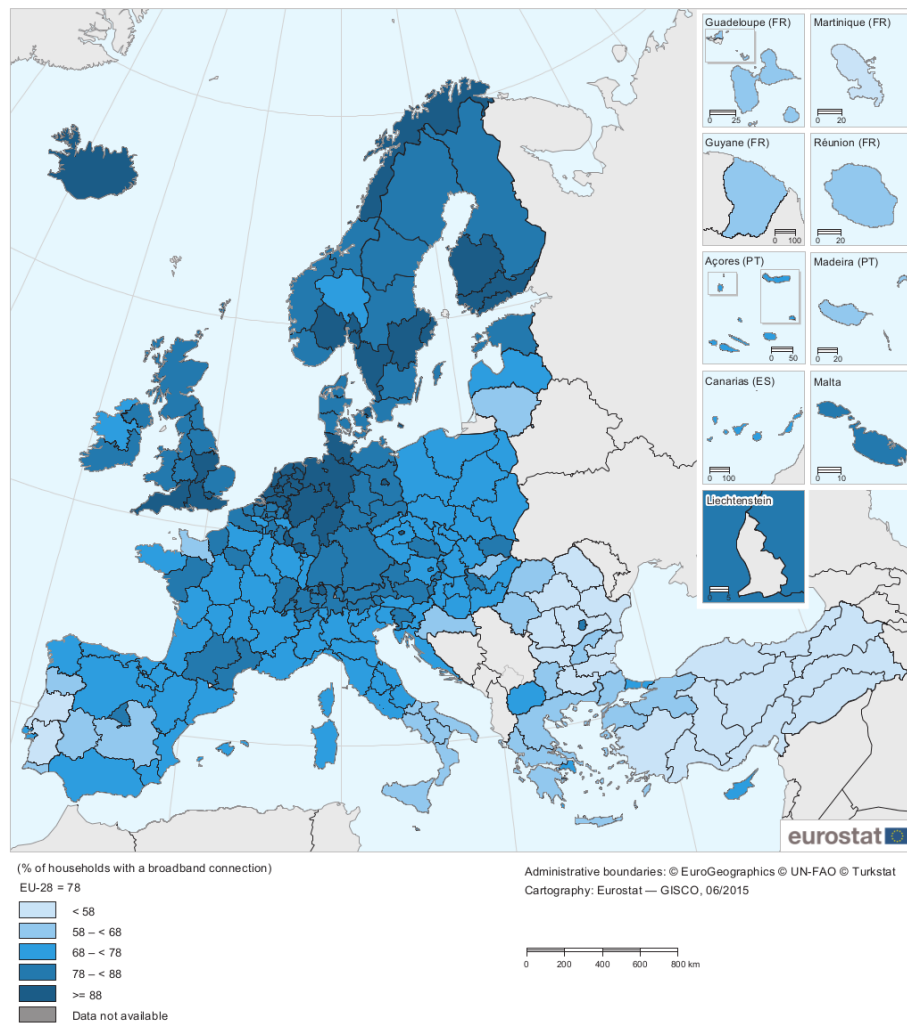 Guadeloupe (FR)
0 25
Martinique (FR)
0 20
Guyane (FR)
0 100
Réunion (FR)
0 20
Açores (PT)
0 50
Madeira (PT)
0 20
Canarias (ES)
0 100
Malta
0 10
Liechtenstein
0 5
eurostat
(% of households with a broadband connection)
EU-28 = 78
< 58
58 – < 68
68 – < 78
78 – < 88
>= 88
Data not available
Administrative boundaries: © EuroGeographics © UN-FAO © Turkstat
Cartography: Eurostat — GISCO, 06/2015
0 200 400 600 800 km